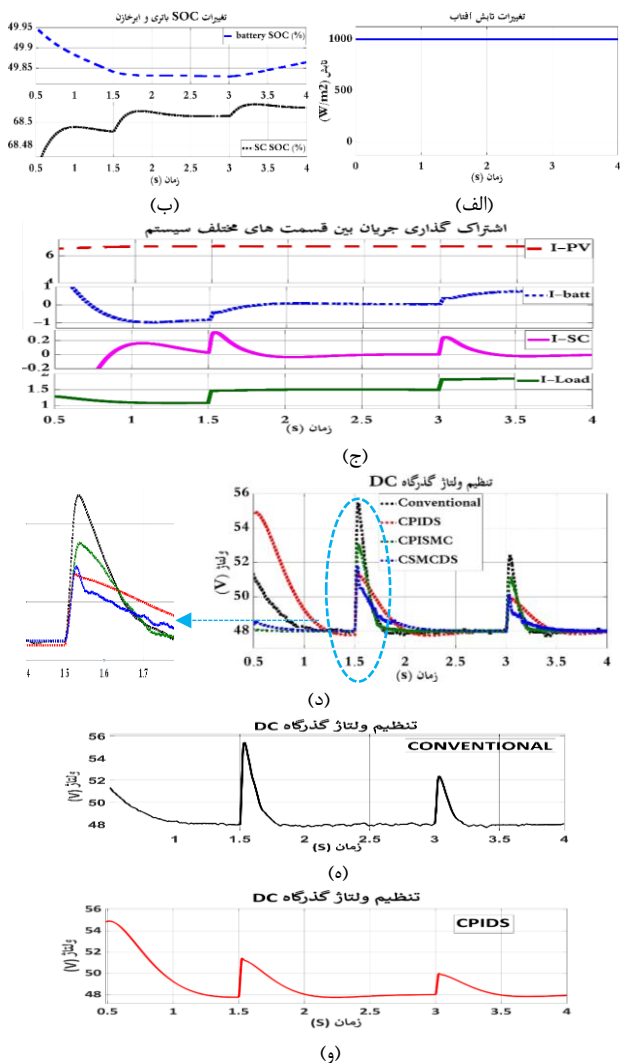 تغییرات SOC باتری و ابرخازن
49.95
49.9
49.85
battery SOC (%)
0.5 1 1.5 2 2.5 3 3.5 4
68.5
68.48
SC SOC (%)
0.5 1 1.5 2 2.5 3 3.5 4
زمان (s)
(ب)
تغییرات تابش آفتاب
تابش (W/m2)
1000
500
0
0 1 2 3 4
زمان (s)
(الف)
اشتراک گذاری جریان بین قسمت های مختلف سیستم
6
I-PV
1
0
-1
I-batt
0.2
0
-0.2
I-SC
1.5
1
I-Load
0.5 1 1.5 2 2.5 3 3.5 4
زمان (s)
(ج)
تنظیم ولتاژ گذرگاه DC
ولتاژ (V)
56
54
52
50
48
Conventional
CPIDS
CPISMC
CSMCDS
0.5 1 1.5 2 2.5 3 3.5 4
زمان (s)
4 1.5 1.6 1.7
(د)
تنظیم ولتاژ گذرگاه DC
ولتاژ (V)
56
54
52
50
48
CONVENTIONAL
1 1.5 2 2.5 3 3.5 4
زمان (S)
(ه)
تنظیم ولتاژ گذرگاه DC
ولتاژ (V)
56
54
52
50
48
CPIDS
0.5 1 1.5 2 2.5 3 3.5 4
زمان (S)
(و)